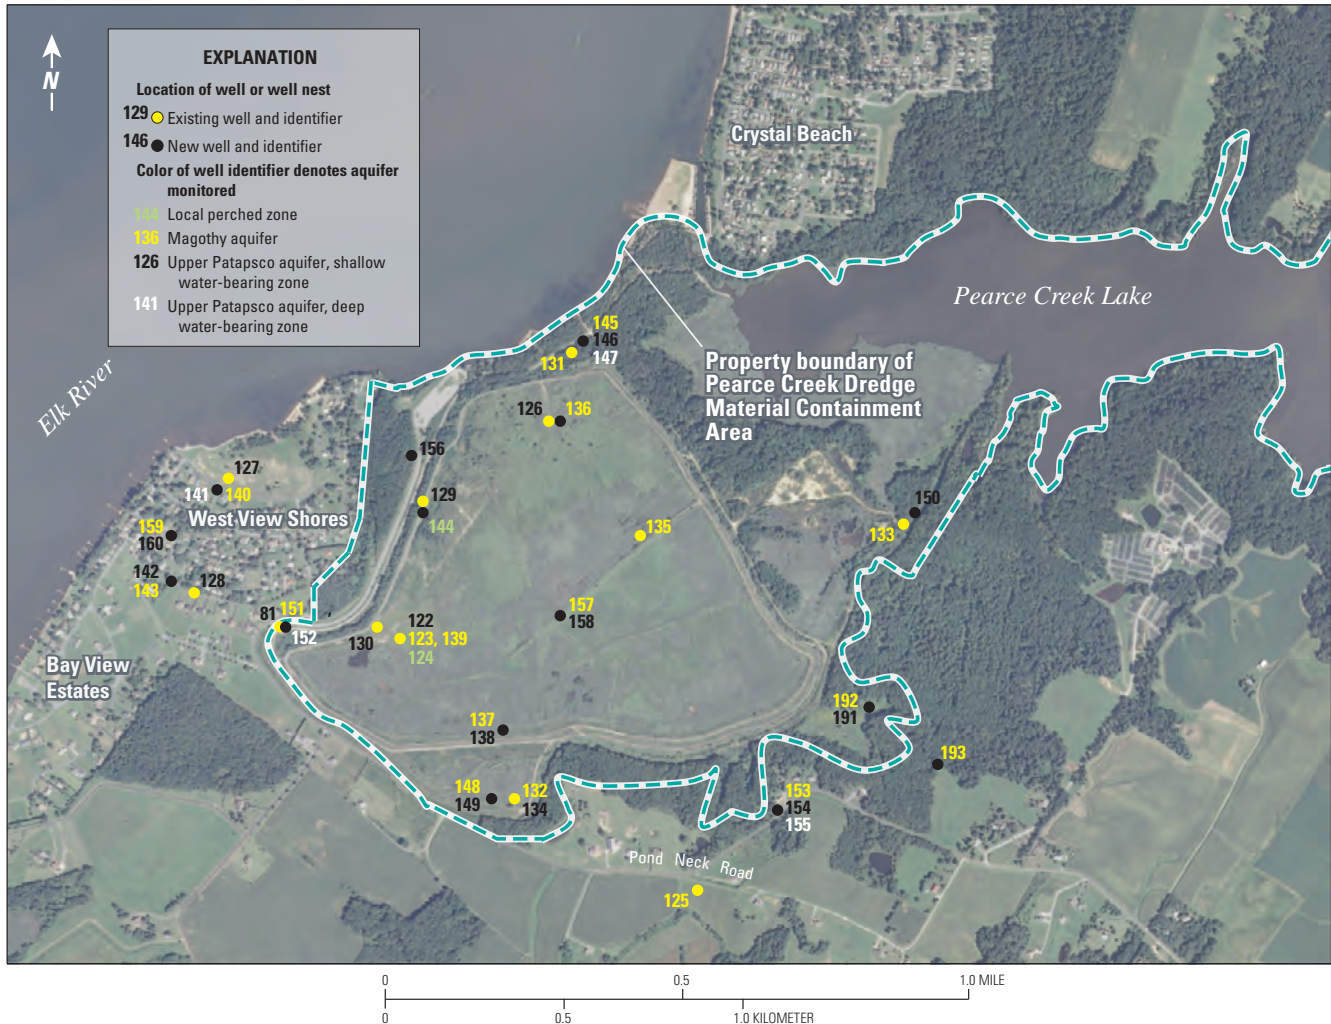 N
EXPLANATION
Location of well or well nest
129 Existing well and identifier
146 New well and identifier
Color of well identifier denotes aquifer
monitored
144 Local perched zone
136 Magothy aquifer
126 Upper Patapsco aquifer, shallow
water-bearing zone
141 Upper Patapsco aquifer, deep
water-bearing zone
Crystal Beach
Pearce Creek Lake
Elk River
Property boundary of
Pearce Creek Dredge
Material Containment
Area
145
146
147
131
126 136
156
127
141 140
West View Shores
129
144
159
160
142
143
128
135
150
133
81 151
152
130
122
123, 139
124
157
158
Bay View
Estates
137
138
192
191
193
148
149
132
134
153
154
155
Pond Neck Road
125
0 0.5 1.0 MILE
0 0.5 1.0 KILOMETER